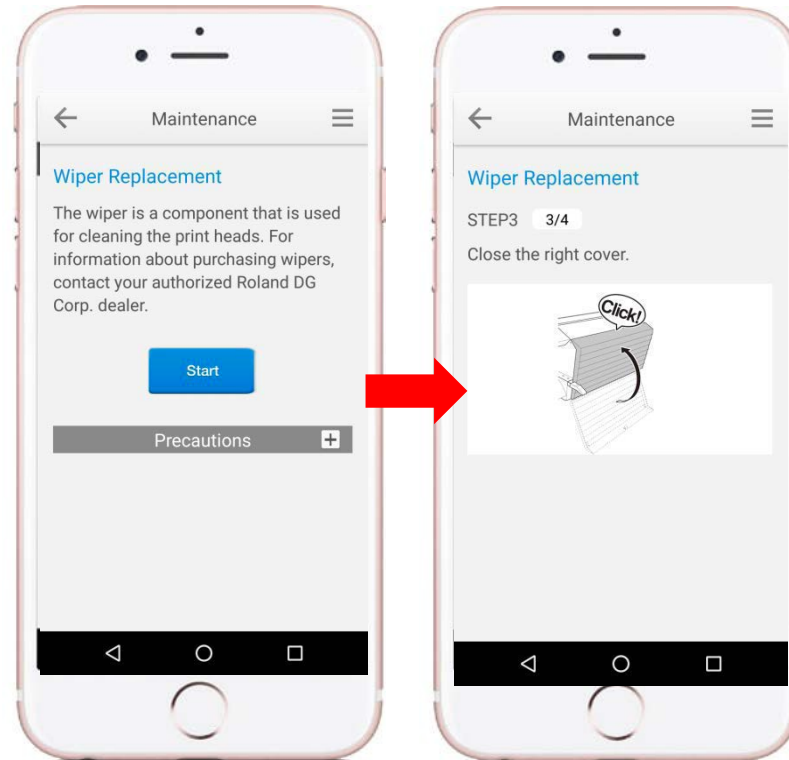 Maintenance
Wiper Replacement
The wiper is a component that is used
for cleaning the print heads. For
information about purchasing wipers,
contact your authorized Roland DG
Corp. dealer.
Start
Precautions
Maintenance
Wiper Replacement
STEP3 3/4
Close the right cover.
Click!